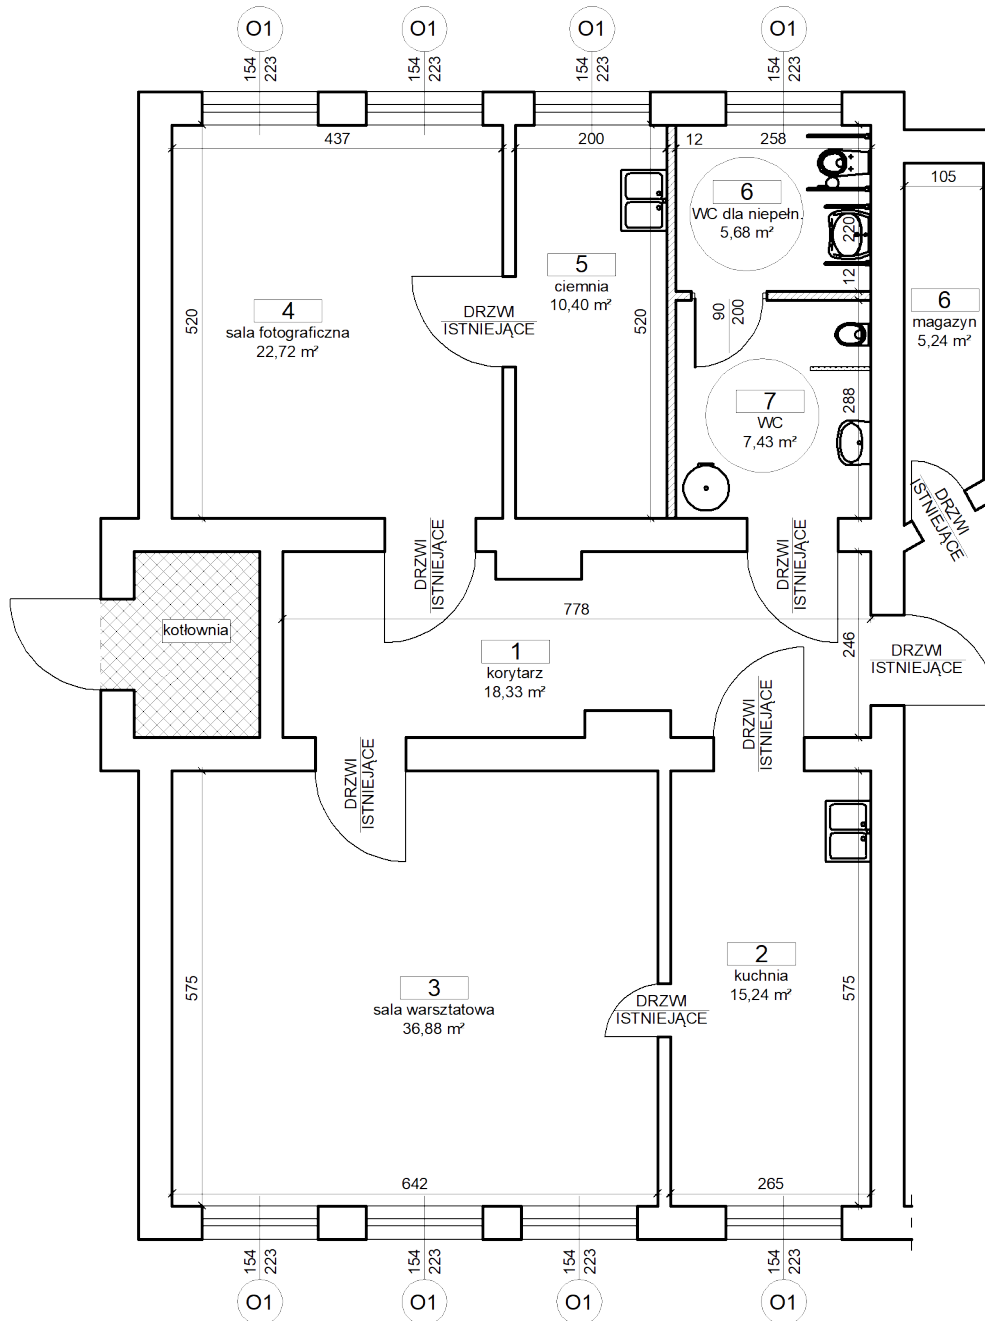 O1
O1
O1
O1
154
223
154
223
154
223
154
223
437
200
12
258
105
6
WC dla niepełn.
5,68 m²
220
12
5
ciemnia
10,40 m²
4
sala fotograficzna
22,72 m²
520
520
DRZWI
ISTNIEJĄCE
90
200
6
magazyn
5,24 m²
7
WC
7,43 m²
288
DRZWI
ISTNIEJĄCE
DRZWI
ISTNIEJĄCE
DRZWI
ISTNIEJĄCE
778
kotłownia
1
korytarz
18,33 m²
246
DRZWI
ISTNIEJĄCE
DRZWI
ISTNIEJĄCE
DRZWI
ISTNIEJĄCE
575
3
sala warsztatowa
36,88 m²
2
kuchnia
15,24 m²
575
DRZWI
ISTNIEJĄCE
642
265
154
223
154
223
154
223
154
223
O1
O1
O1
O1